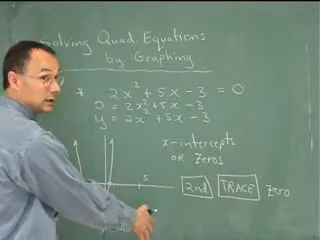 Solving Quad Equations
by Graphing
* 2x² + 5x - 3 = 0
0 = 2x² + 5x - 3
y = 2x² + 5x - 3
x-intercepts
OR Zeros
5
2nd TRACE Zero